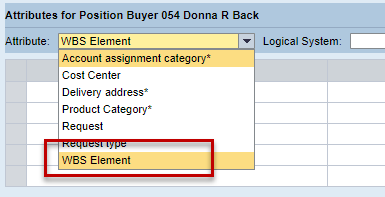 Attributes for Position Buyer 054 Donna R Back
Attribute: WBS Element Logical System:
Account assignment category*
Cost Center
Delivery address*
Product Category*
Request
Request type
WBS Element